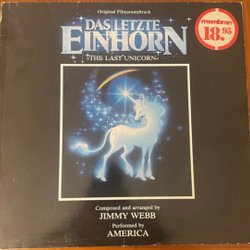 Original Filmsoundtrack
DAS LETZTE
EINHORN
»THE LAST UNICORN«
membran
18.95
Composed and arranged by
JIMMY WEBB
Performed by
AMERICA